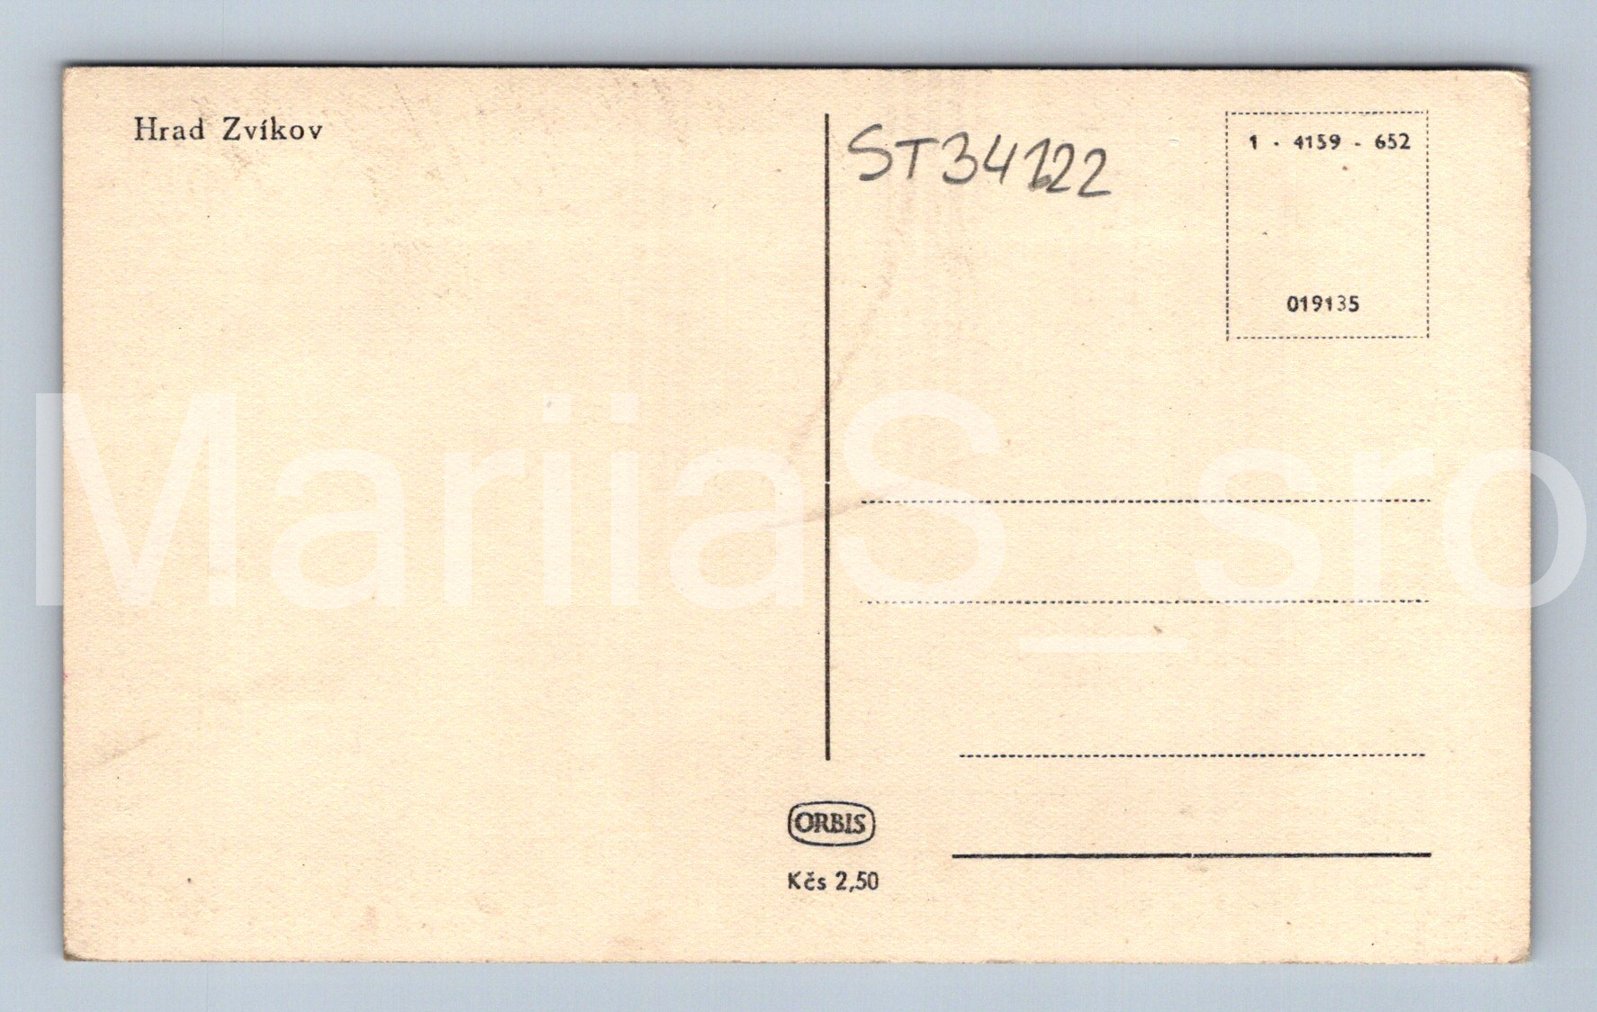 Hrad Zvíkov
ST34122
1 - 4159 - 652
019135
MariiaS_sro
ORBIS
Kčs 2,50